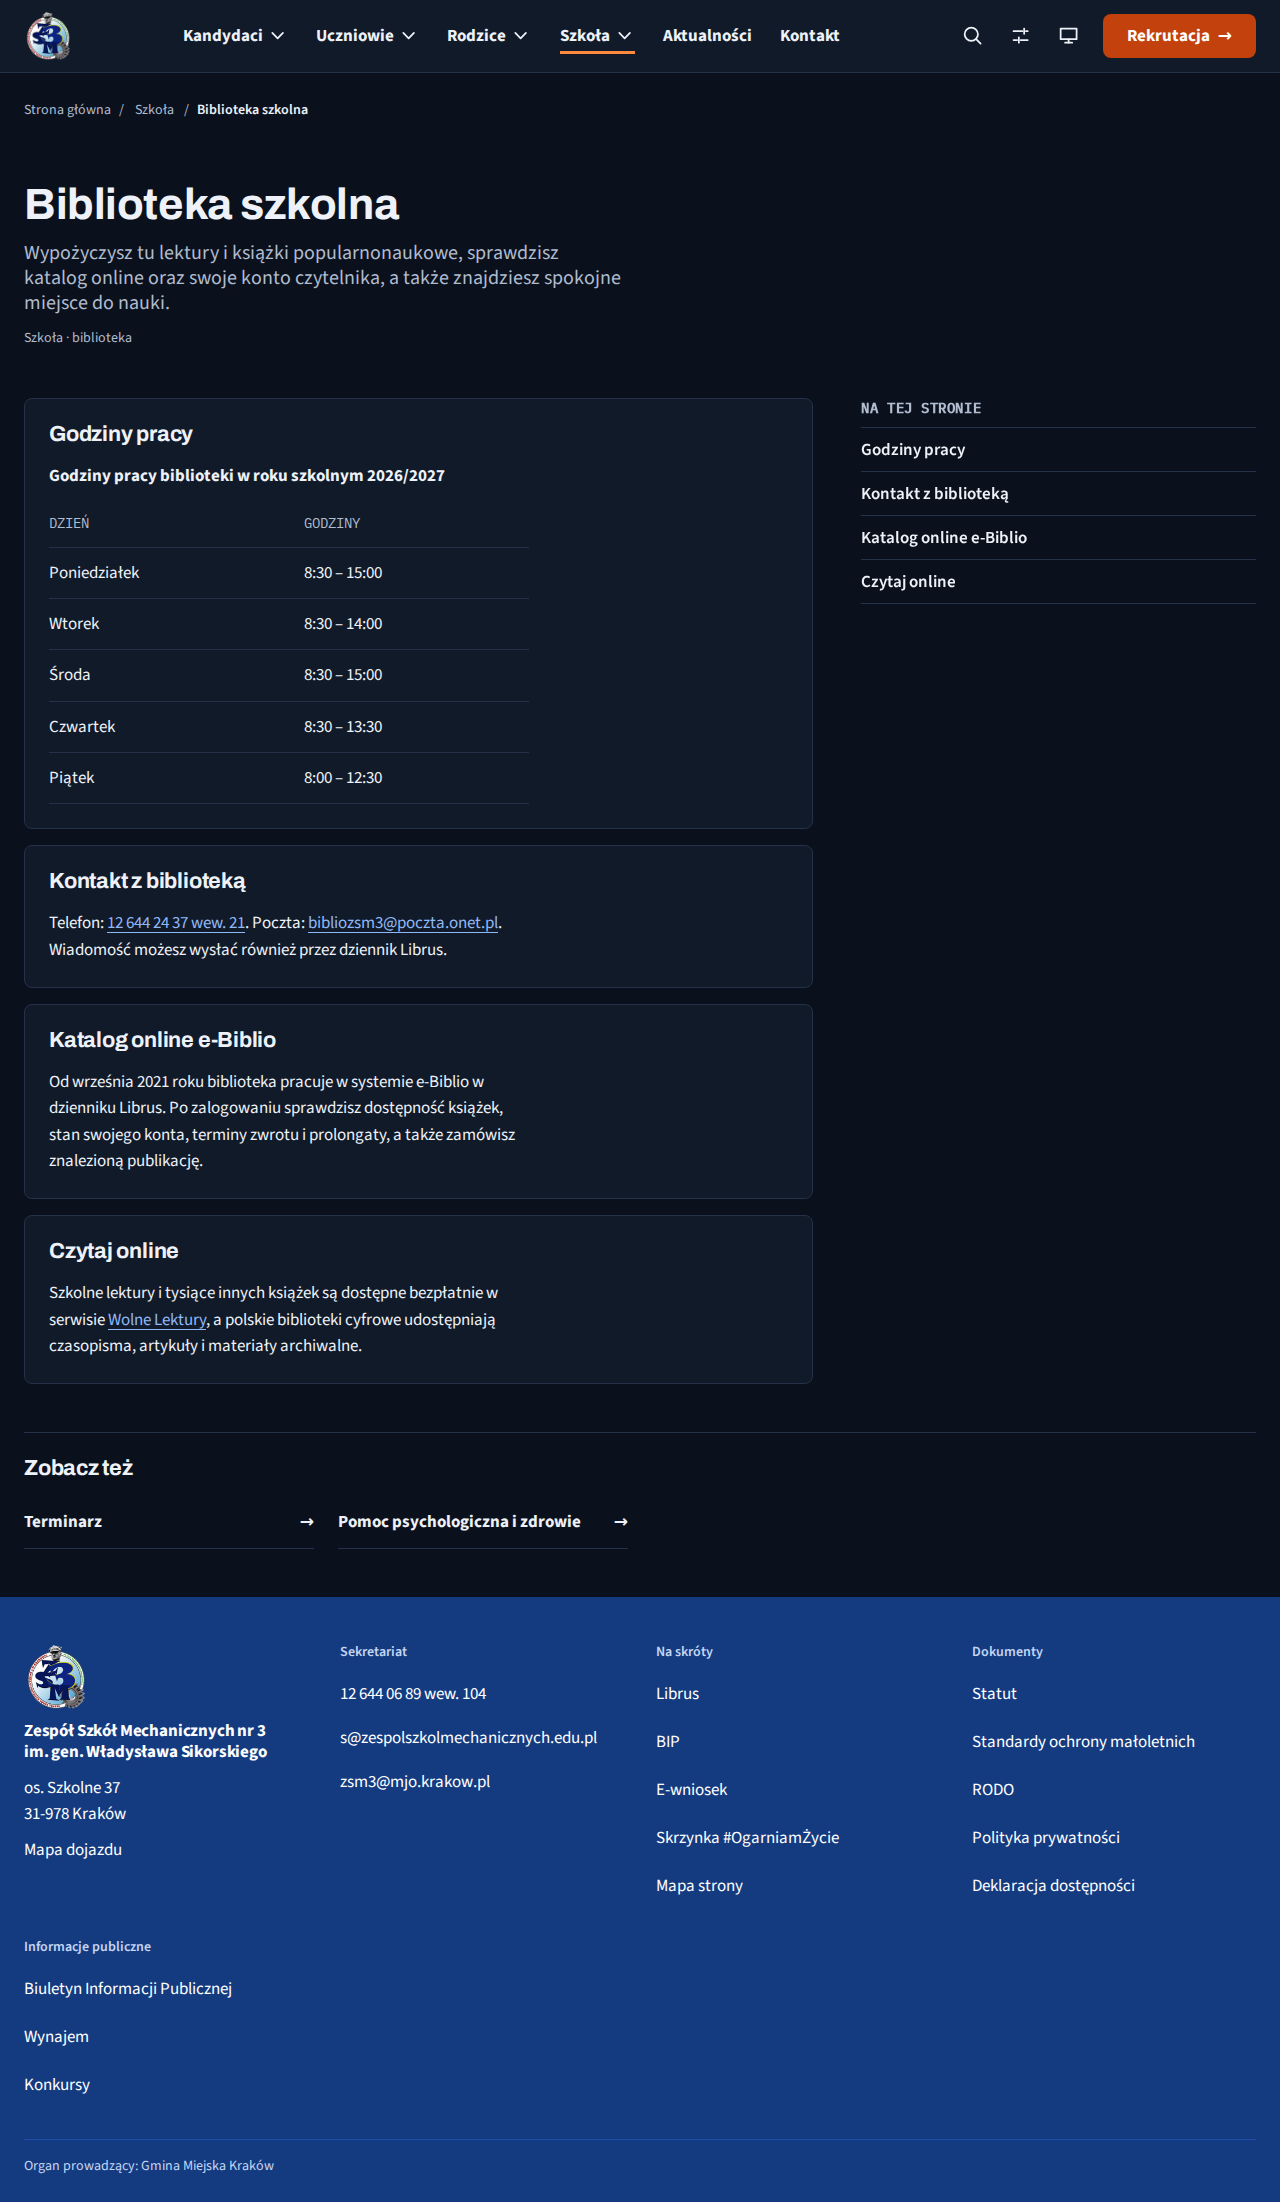 Kandydaci
Uczniowie
Rodzice
Szkoła
Aktualności
Kontakt
Rekrutacja →
Strona główna / Szkoła / Biblioteka szkolna
Biblioteka szkolna
Wypożyczysz tu lektury i książki popularnonaukowe, sprawdzisz
katalog online oraz swoje konto czytelnika, a także znajdziesz spokojne
miejsce do nauki.
Szkoła · biblioteka
Godziny pracy
Godziny pracy biblioteki w roku szkolnym 2026/2027
DZIEŃ GODZINY
Poniedziałek 8:30 – 15:00
Wtorek 8:30 – 14:00
Środa 8:30 – 15:00
Czwartek 8:30 – 13:30
Piątek 8:00 – 12:30
Kontakt z biblioteką
Telefon: 12 644 24 37 wew. 21. Poczta: bibliozsm3@poczta.onet.pl.
Wiadomość możesz wysłać również przez dziennik Librus.
Katalog online e-Biblio
Od września 2021 roku biblioteka pracuje w systemie e-Biblio w
dzienniku Librus. Po zalogowaniu sprawdzisz dostępność książek,
stan swojego konta, terminy zwrotu i prolongaty, a także zamówisz
znalezioną publikację.
Czytaj online
Szkolne lektury i tysiące innych książek są dostępne bezpłatnie w
serwisie Wolne Lektury, a polskie biblioteki cyfrowe udostępniają
czasopisma, artykuły i materiały archiwalne.
NA TEJ STRONIE
Godziny pracy
Kontakt z biblioteką
Katalog online e-Biblio
Czytaj online
Zobacz też
Terminarz →
Pomoc psychologiczna i zdrowie →
Zespół Szkół Mechanicznych nr 3
im. gen. Władysława Sikorskiego
os. Szkolne 37
31-978 Kraków
Mapa dojazdu
Sekretariat
12 644 06 89 wew. 104
s@zespolszkolmechanicznych.edu.pl
zsm3@mjo.krakow.pl
Na skróty
Librus
BIP
E-wniosek
Skrzynka #OgarniamŻycie
Mapa strony
Dokumenty
Statut
Standardy ochrony małoletnich
RODO
Polityka prywatności
Deklaracja dostępności
Informacje publiczne
Biuletyn Informacji Publicznej
Wynajem
Konkursy
Organ prowadzący: Gmina Miejska Kraków